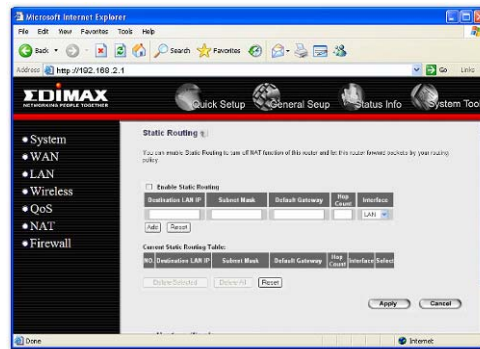 Microsoft Internet Explorer
File Edit View Favorites Tools Help
Back Search Favorites
Address http://192.168.2.1 Go Links
EDIMAX
NETWORKING PEOPLE TOGETHER
Quick Setup General Seup Status Info System Tool
System
WAN
LAN
Wireless
QoS
NAT
Firewall
Static Routing
You can enable Static Routing to turn off NAT function of this router and let this router forward packets by your routing
policy.
Enable Static Routing
Destination LAN IP Subnet Mask Default Gateway Hop Count Interface
LAN
Add Reset
Current Static Routing Table:
NO. Destination LAN IP Subnet Mask Default Gateway Hop Count Interface Select
Delete Selected Delete All Reset
Apply Cancel
Done Internet